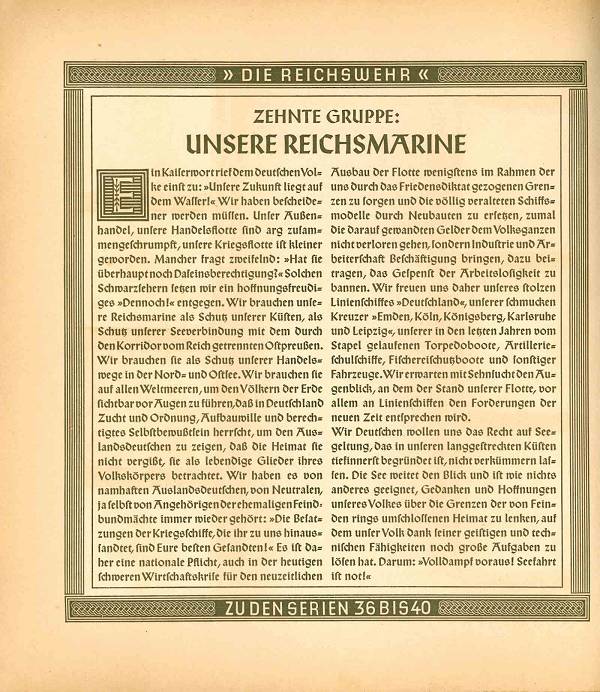 » DIE REICHSWEHR «
ZEHNTE GRUPPE:
UNSERE REICHSMARINE
Ein Kaiserwort rief dem deutschen Vol=
ke einst zu: »Unsere Zukunft liegt auf
dem Wasser!« Wir haben bescheide=
ner werden müssen. Unser Außen=
handel, unsere Handelsflotte sind arg zusam=
mengeschrumpft, unsere Kriegsflotte ist kleiner
geworden. Mancher fragt zweifelnd: »Hat sie
überhaupt noch Daseinsberechtigung?« Solchen
Schwarzsehern setzen wir ein hoffnungsfreudi=
ges »Dennoch!« entgegen. Wir brauchen unse=
re Reichsmarine als Schutz unserer Küsten, als
Schutz unserer Seeverbindung mit dem durch
den Korridor vom Reich getrennten Ostpreußen.
Wir brauchen sie als Schutz unserer Handels=
wege in der Nord= und Ostsee. Wir brauchen sie
auf allen Weltmeeren, um den Völkern der Erde
sichtbar vor Augen zu führen, daß in Deutschland
Zucht und Ordnung, Aufbauwille und berech=
tigtes Selbstbewußtsein herrscht, um den Aus=
landsdeutschen zu zeigen, daß die Heimat sie
nicht vergißt, sie als lebendige Glieder ihres
Volkskörpers betrachtet. Wir haben es von
namhaften Auslandsdeutschen, von Neutralen,
ja selbst von Angehörigen der ehemaligen Feind=
bundmächte immer wieder gehört: »Die Besat=
zungen der Kriegsschiffe, die ihr zu uns hinaus=
sandtet, sind Eure besten Gesandten!« Es ist da=
her eine nationale Pflicht, auch in der heutigen
schweren Wirtschaftskrise für den neuzeitlichen
Ausbau der Flotte wenigstens im Rahmen der
uns durch das Friedensdiktat gezogenen Gren=
zen zu sorgen und die völlig veralteten Schiffs=
modelle durch Neubauten zu ersetzen, zumal
die darauf gewandten Gelder dem Volksganzen
nicht verloren gehen, sondern Industrie und Ar=
beiterschaft Beschäftigung bringen, dazu bei=
tragen, das Gespenst der Arbeitslosigkeit zu
bannen. Wir freuen uns daher unseres stolzen
Linienschiffes »Deutschland«, unserer schmucken
Kreuzer »Emden, Köln, Königsberg, Karlsruhe
und Leipzig«, unserer in den letzten Jahren vom
Stapel gelaufenen Torpedoboote, Artillerie=
schulschiffe, Fischereischutzboote und sonstiger
Fahrzeuge. Wir erwarten mit Sehnsucht den Au=
genblick, an dem der Stand unserer Flotte, vor
allem an Linienschiffen den Forderungen der
neuen Zeit entsprechen wird.
Wir Deutschen wollen uns das Recht auf See=
geltung, das in unseren langgestreckten Küsten
tiefinnerst begründet ist, nicht verkümmern las=
sen. Die See weitet den Blick und ist wie nichts
anderes geeignet, Gedanken und Hoffnungen
unseres Volkes über die Grenzen der von Fein=
den rings umschlossenen Heimat zu lenken, auf
dem unser Volk dank seiner geistigen und tech=
nischen Fähigkeiten noch große Aufgaben zu
lösen hat. Darum: »Volldampf voraus! Seefahrt
ist not!«
ZU DEN SERIEN 36 BIS 40